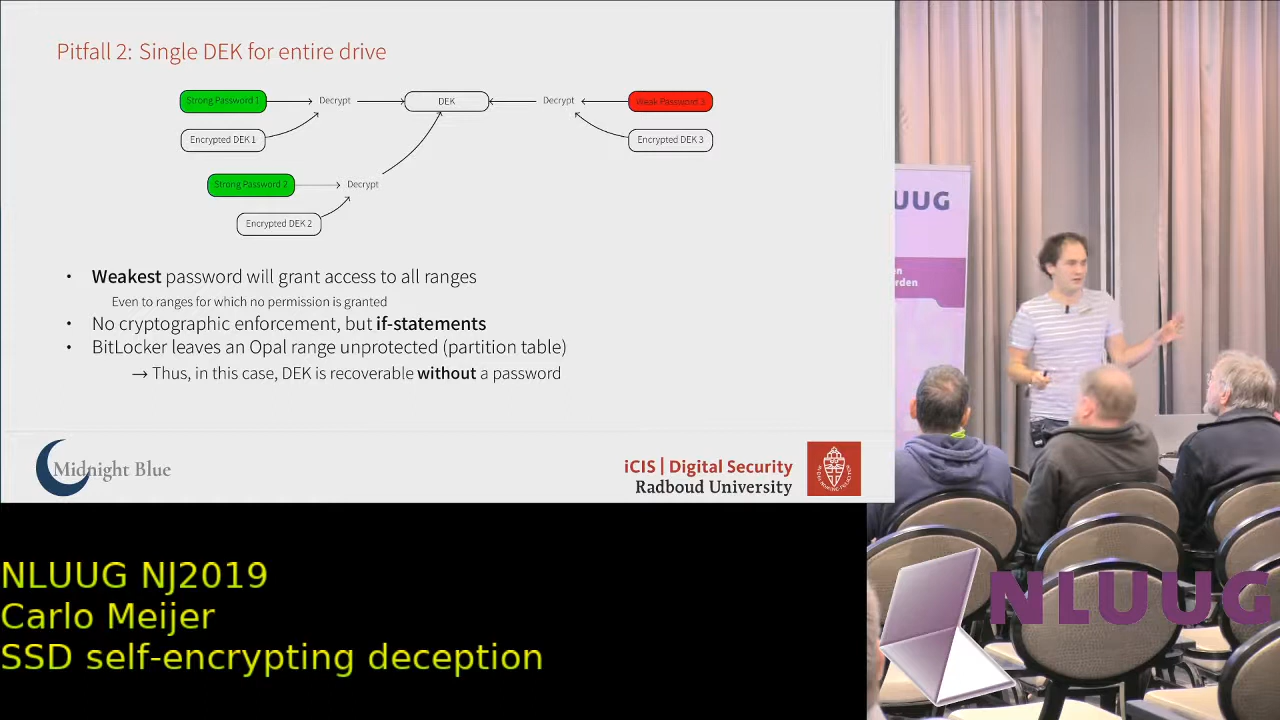 Pitfall 2: Single DEK for entire drive
Strong Password 1
Decrypt
DEK
Decrypt
Weak Password 3
Encrypted DEK 1
Encrypted DEK 3
Strong Password 2
Decrypt
Encrypted DEK 2
• Weakest password will grant access to all ranges
Even to ranges for which no permission is granted
• No cryptographic enforcement, but if-statements
• BitLocker leaves an Opal range unprotected (partition table)
→ Thus, in this case, DEK is recoverable without a password
Midnight Blue
iCIS | Digital Security
Radboud University
UUG
en
rden
NLUUG NJ2019
Carlo Meijer
SSD self-encrypting deception
NLUUG